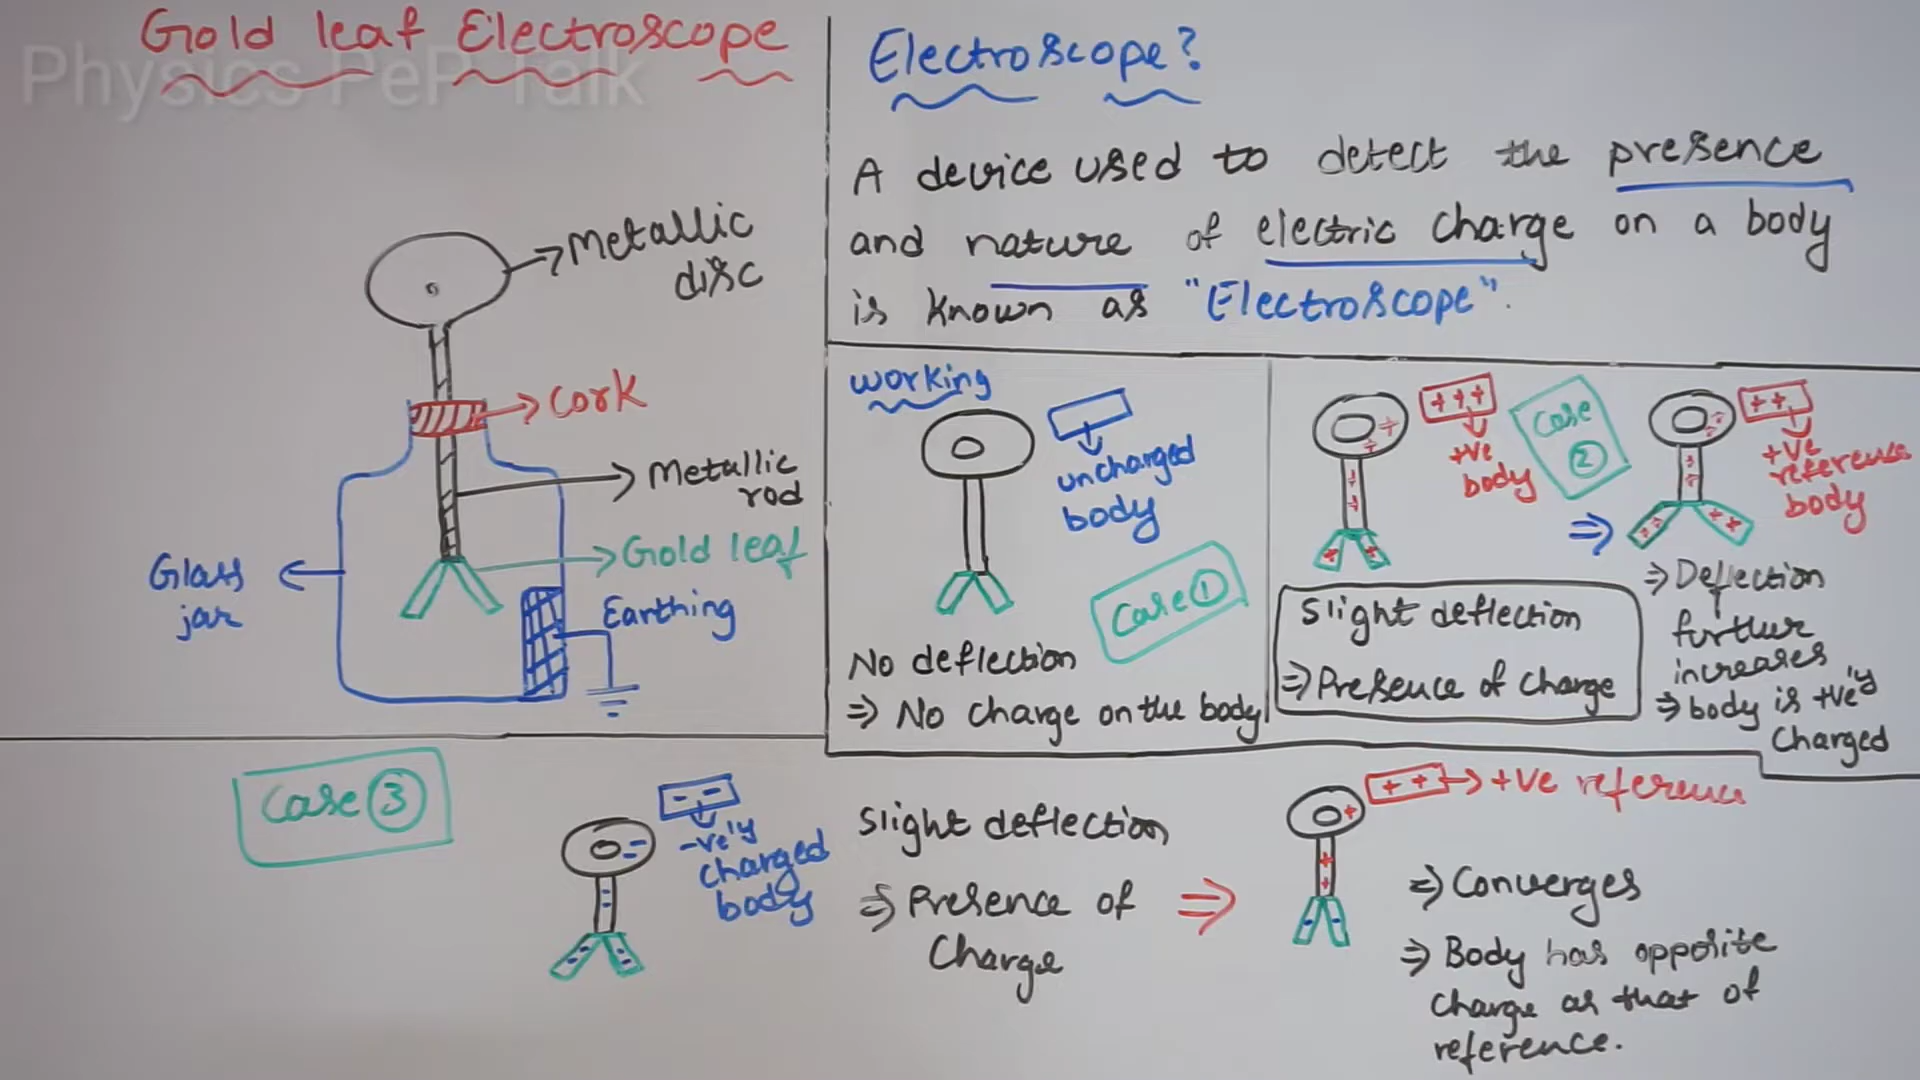 Gold leaf Electroscope
Physics PeP Talk
Metallic
disc
Cork
Metallic
rod
Gold leaf
Glass
jar
Earthing
Electroscope?
A device used to detect the presence
and nature of electric charge on a body
is known as "Electroscope".
working
uncharged
body
Case 1
No deflection
⇒ No charge on the body
+ + +
+ve
body
Case
2
Slight deflection
⇒ Presence of charge
⇒
+ +
+ve
reference
body
⇒ Deflection
further
increases
⇒ body is +ve'ly
Charged
Case 3
- -
-ve'ly
charged
body
Slight deflection
⇒ Presence of
Charge
⇒
+ + → +ve reference
⇒ Converges
⇒ Body has opposite
charge as that of
reference.